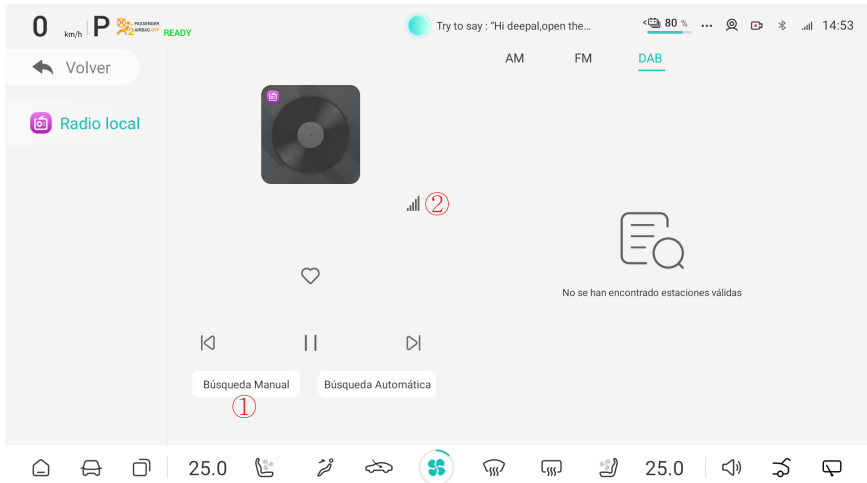 0 km/h P PASSENGER AIRBAG OFF READY
Try to say : "Hi deepal,open the...
80 %
14:53
Volver
AM FM DAB
Radio local
②
No se han encontrado estaciones válidas
Búsqueda Manual Búsqueda Automática
①
25.0 25.0